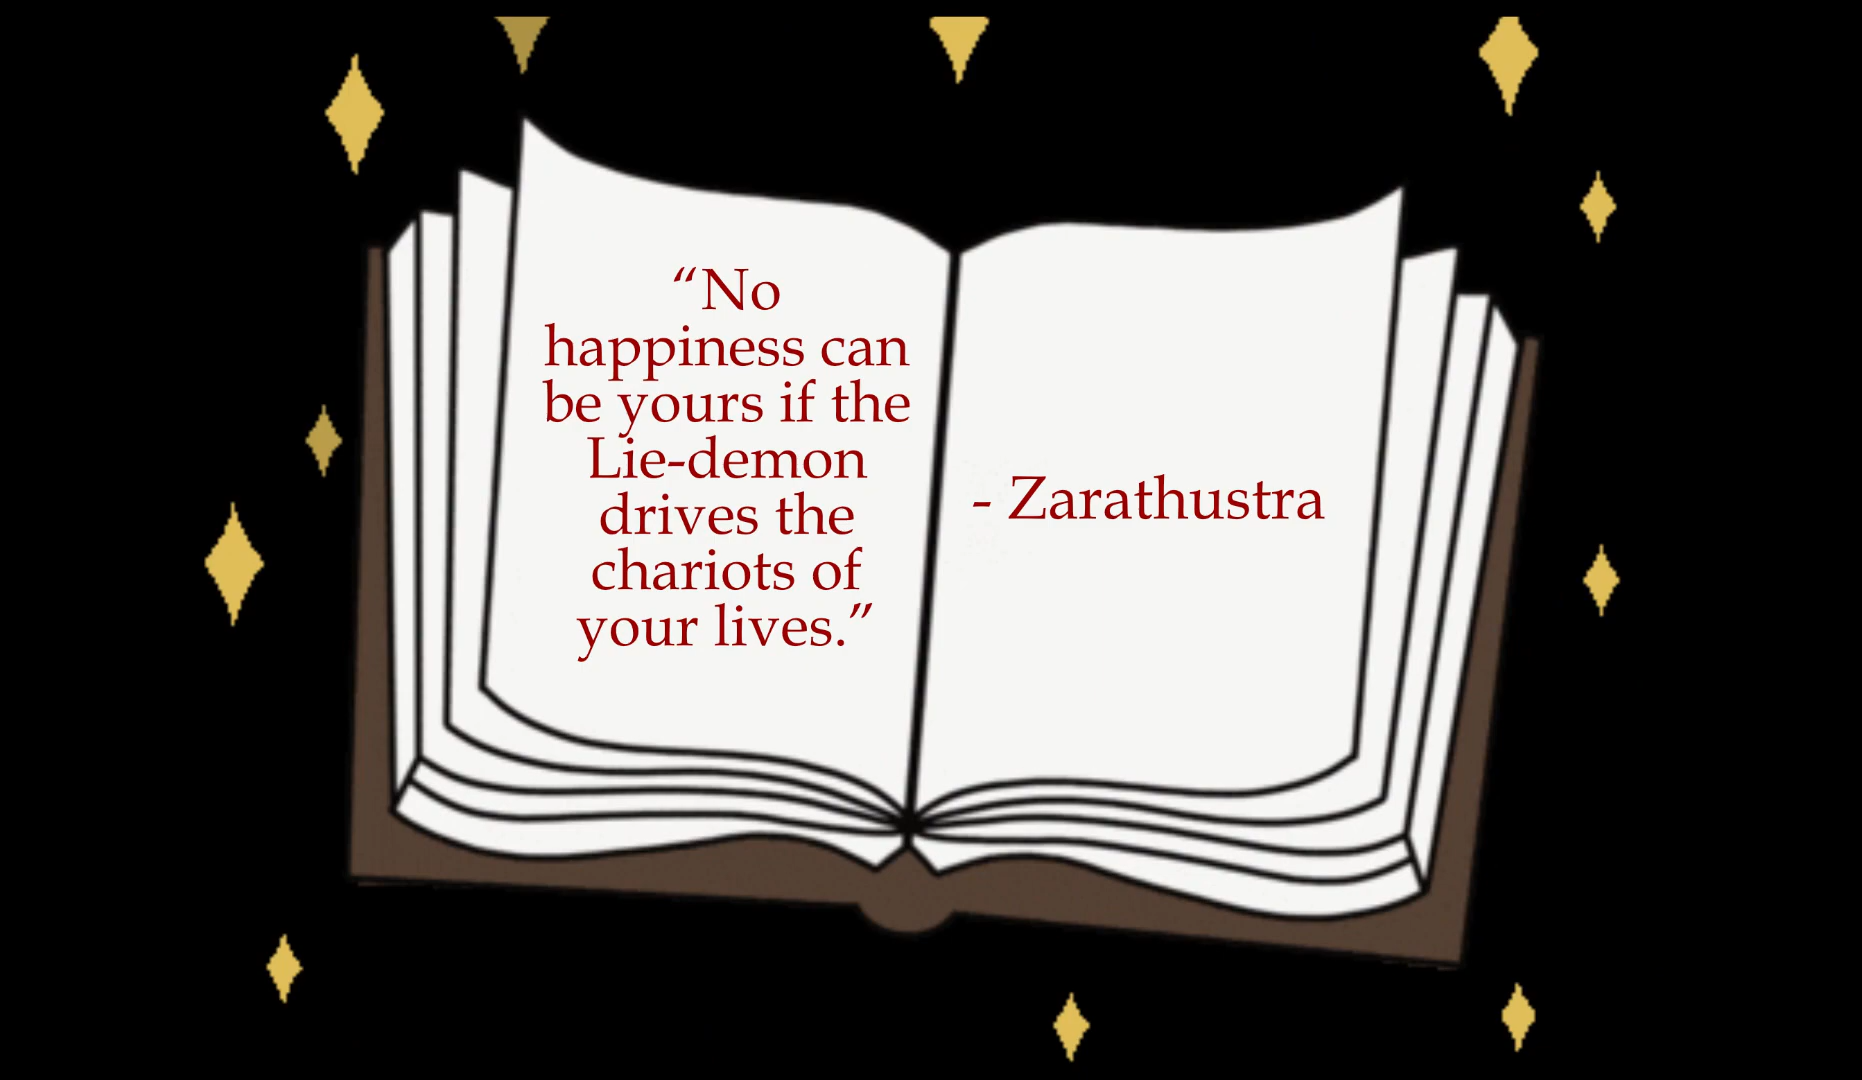 “No
happiness can
be yours if the
Lie-demon
drives the
chariots of
your lives.”
- Zarathustra